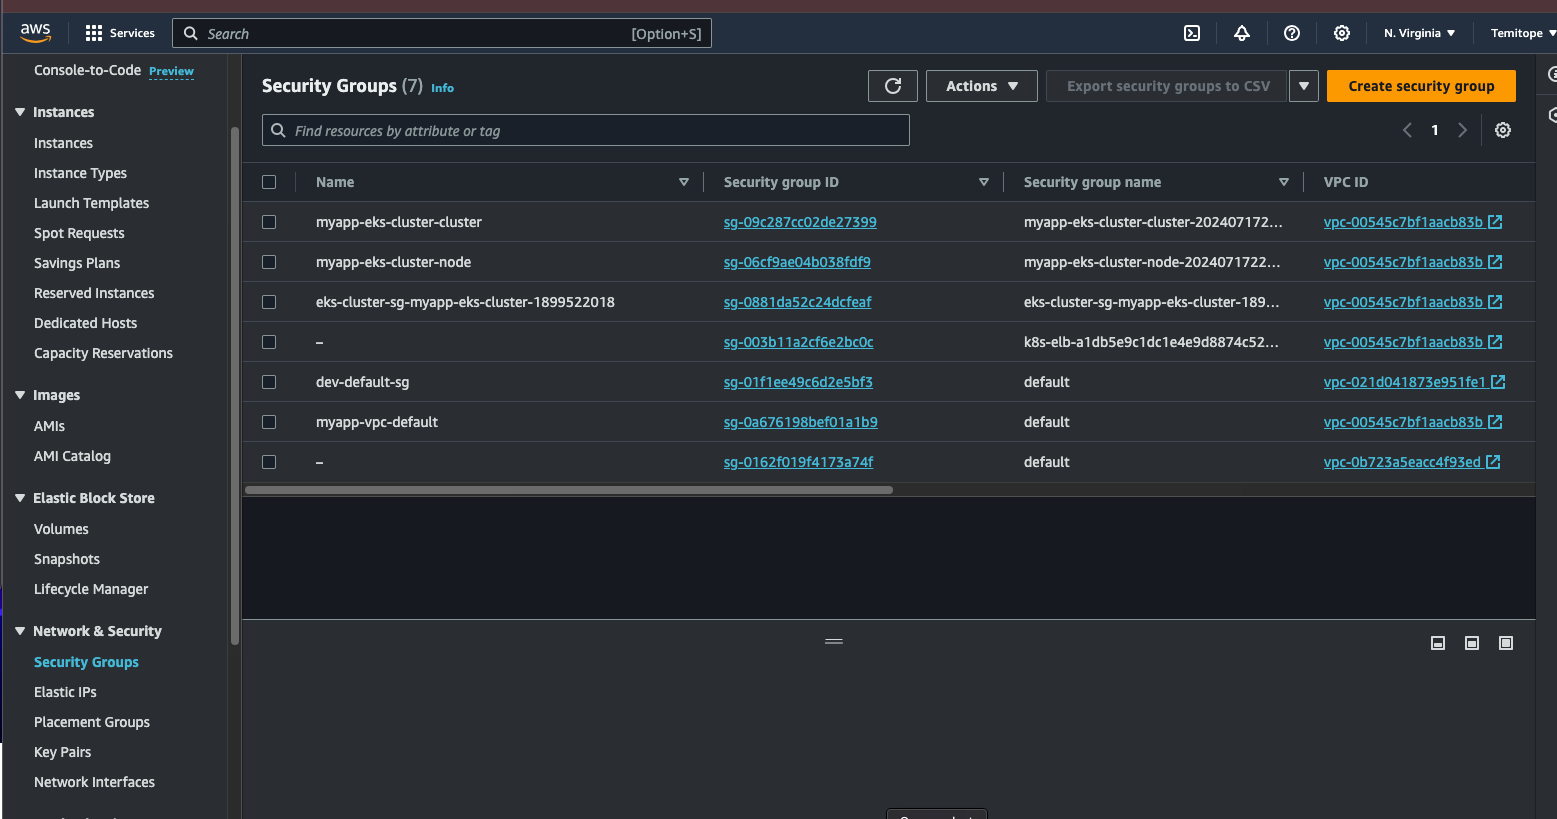 aws Services Search [Option+S] N. Virginia Temitope
Console-to-Code Preview
Instances
Instances
Instance Types
Launch Templates
Spot Requests
Savings Plans
Reserved Instances
Dedicated Hosts
Capacity Reservations
Images
AMIs
AMI Catalog
Elastic Block Store
Volumes
Snapshots
Lifecycle Manager
Network & Security
Security Groups
Elastic IPs
Placement Groups
Key Pairs
Network Interfaces
Security Groups (7) Info Actions Export security groups to CSV Create security group
Find resources by attribute or tag 1
Name Security group ID Security group name VPC ID
myapp-eks-cluster-cluster sg-09c287cc02de27399 myapp-eks-cluster-cluster-202407172... vpc-00545c7bf1aacb83b
myapp-eks-cluster-node sg-06cf9ae04b038fdf9 myapp-eks-cluster-node-2024071722... vpc-00545c7bf1aacb83b
eks-cluster-sg-myapp-eks-cluster-1899522018 sg-0881da52c24dcfeaf eks-cluster-sg-myapp-eks-cluster-189... vpc-00545c7bf1aacb83b
– sg-003b11a2cf6e2bc0c k8s-elb-a1db5e9c1dc1e4e9d8874c52... vpc-00545c7bf1aacb83b
dev-default-sg sg-01f1ee49c6d2e5bf3 default vpc-021d041873e951fe1
myapp-vpc-default sg-0a676198bef01a1b9 default vpc-00545c7bf1aacb83b
– sg-0162f019f4173a74f default vpc-0b723a5eacc4f93ed